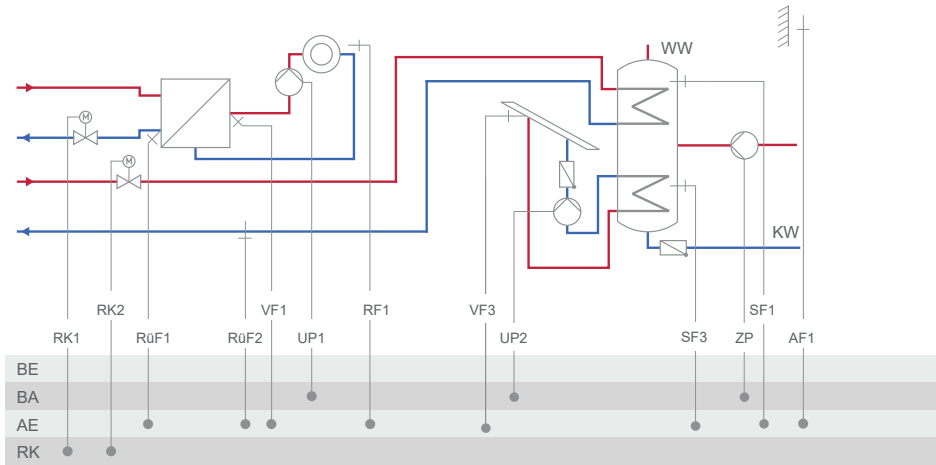 WW
M
M
KW
RK2 VF1 RF1 VF3 SF1
RK1 RüF1 RüF2 UP1 UP2 SF3 ZP AF1
BE
BA
AE
RK